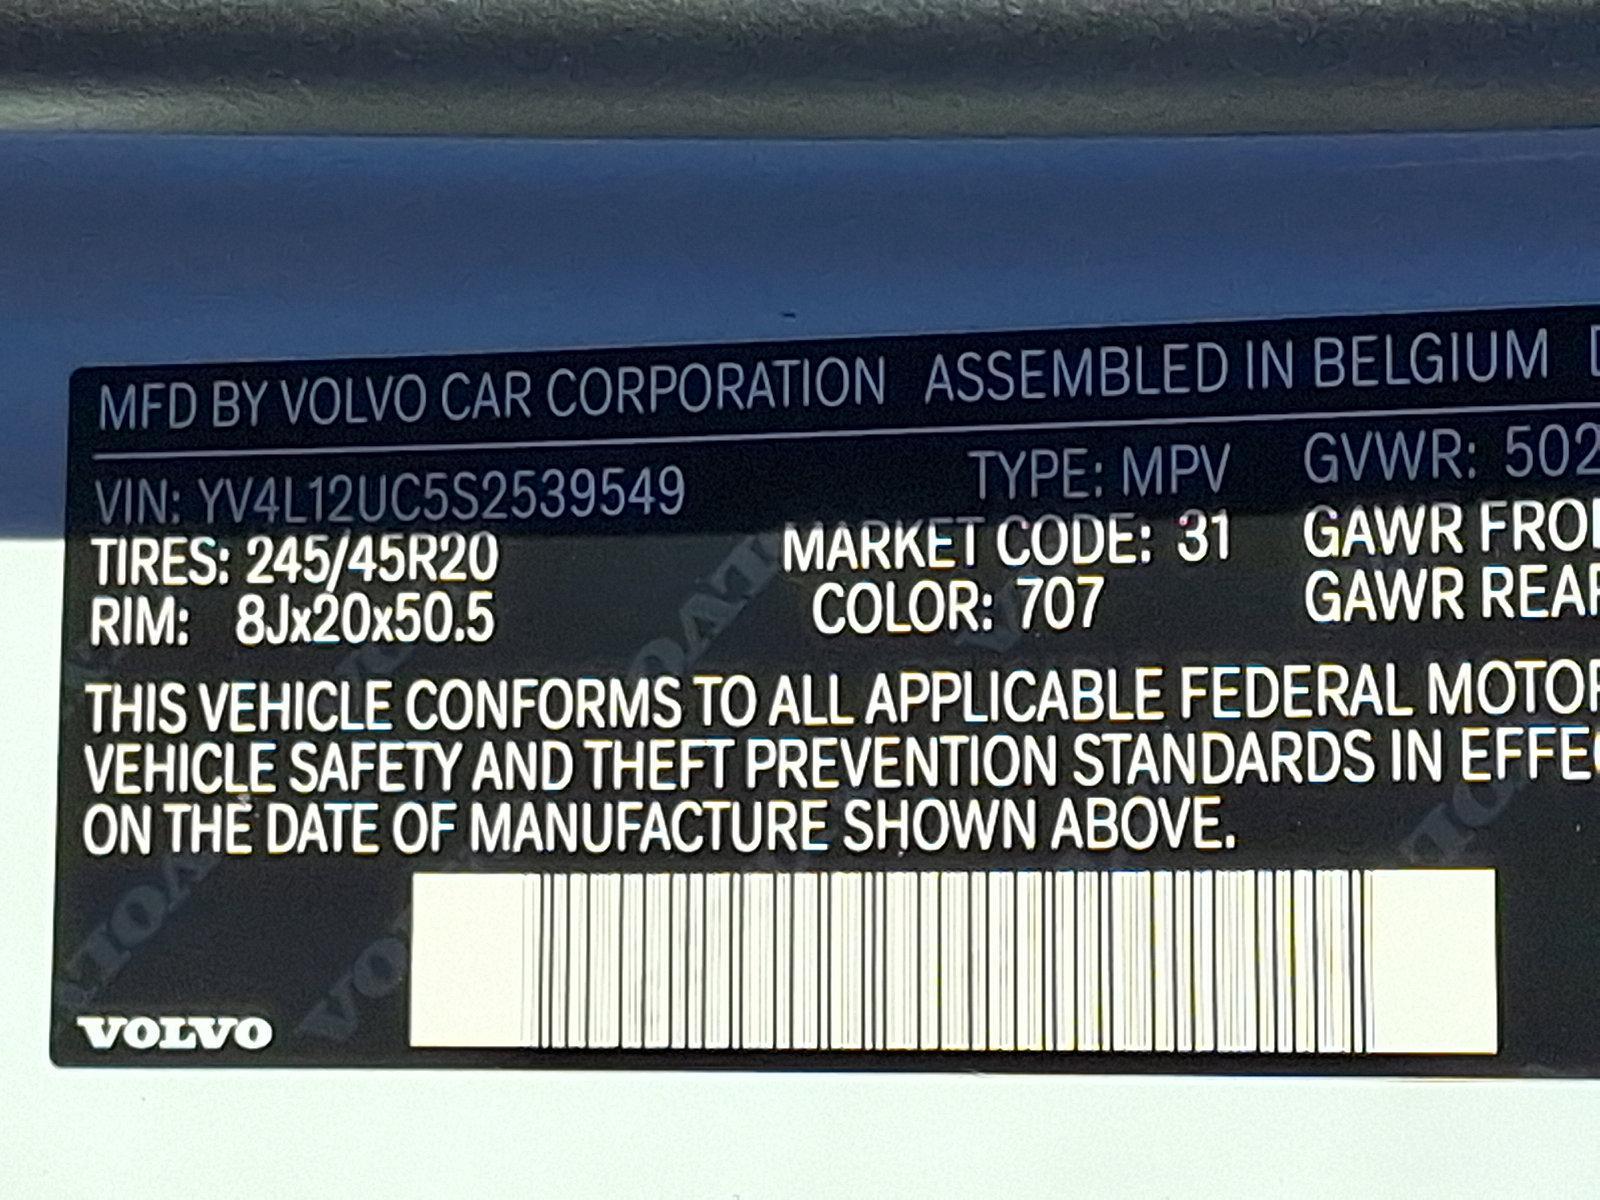 MFD BY VOLVO CAR CORPORATION ASSEMBLED IN BELGIUM
VIN: YV4L12UC5S2539549 TYPE: MPV GVWR: 502
TIRES: 245/45R20 MARKET CODE: 31 GAWR FRO
RIM: 8Jx20x50.5 COLOR: 707 GAWR REAR
THIS VEHICLE CONFORMS TO ALL APPLICABLE FEDERAL MOTOR
VEHICLE SAFETY AND THEFT PREVENTION STANDARDS IN EFFEC
ON THE DATE OF MANUFACTURE SHOWN ABOVE.
VOLVO